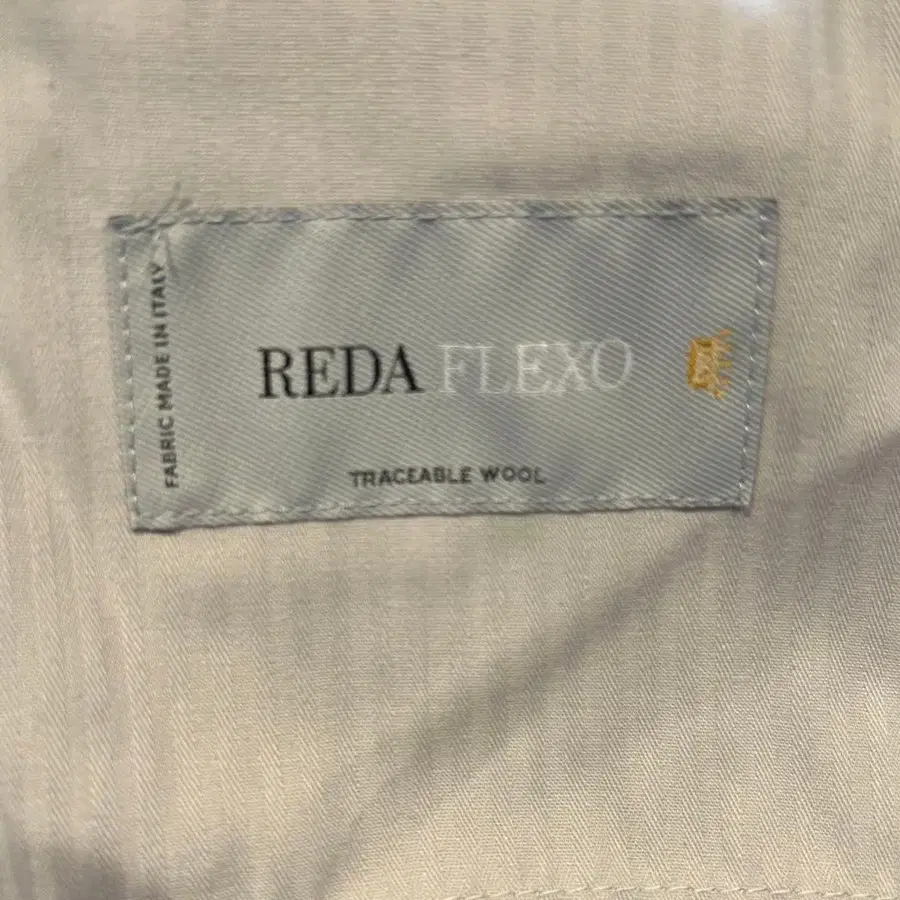 FABRIC MADE IN ITALY
REDA FLEXO
TRACEABLE WOOL